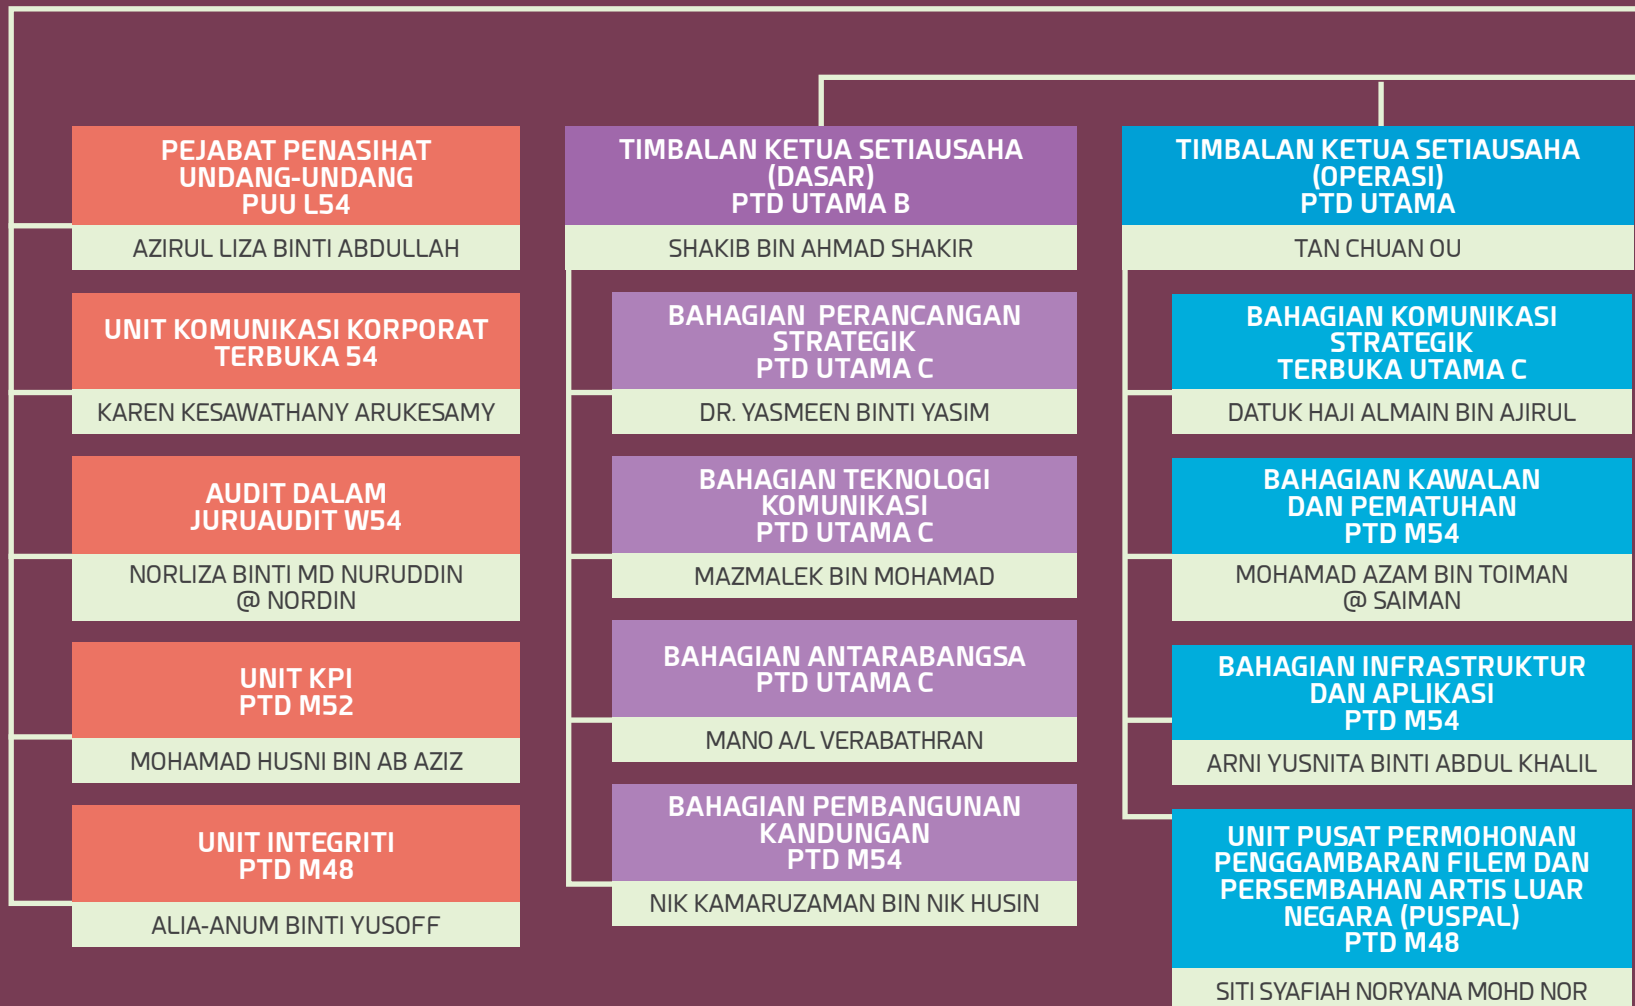 PEJABAT PENASIHAT
UNDANG-UNDANG
PUU L54
AZIRUL LIZA BINTI ABDULLAH
UNIT KOMUNIKASI KORPORAT
TERBUKA 54
KAREN KESAWATHANY ARUKESAMY
AUDIT DALAM
JURUAUDIT W54
NORLIZA BINTI MD NURUDDIN
@ NORDIN
UNIT KPI
PTD M52
MOHAMAD HUSNI BIN AB AZIZ
UNIT INTEGRITI
PTD M48
ALIA-ANUM BINTI YUSOFF
TIMBALAN KETUA SETIAUSAHA
(DASAR)
PTD UTAMA B
SHAKIB BIN AHMAD SHAKIR
BAHAGIAN PERANCANGAN
STRATEGIK
PTD UTAMA C
DR. YASMEEN BINTI YASIM
BAHAGIAN TEKNOLOGI
KOMUNIKASI
PTD UTAMA C
MAZMALEK BIN MOHAMAD
BAHAGIAN ANTARABANGSA
PTD UTAMA C
MANO A/L VERABATHRAN
BAHAGIAN PEMBANGUNAN
KANDUNGAN
PTD M54
NIK KAMARUZAMAN BIN NIK HUSIN
TIMBALAN KETUA SETIAUSAHA
(OPERASI)
PTD UTAMA
TAN CHUAN OU
BAHAGIAN KOMUNIKASI
STRATEGIK
TERBUKA UTAMA C
DATUK HAJI ALMAIN BIN AJIRUL
BAHAGIAN KAWALAN
DAN PEMATUHAN
PTD M54
MOHAMAD AZAM BIN TOIMAN
@ SAIMAN
BAHAGIAN INFRASTRUKTUR
DAN APLIKASI
PTD M54
ARNI YUSNITA BINTI ABDUL KHALIL
UNIT PUSAT PERMOHONAN
PENGGAMBARAN FILEM DAN
PERSEMBAHAN ARTIS LUAR
NEGARA (PUSPAL)
PTD M48
SITI SYAFIAH NORYANA MOHD NOR